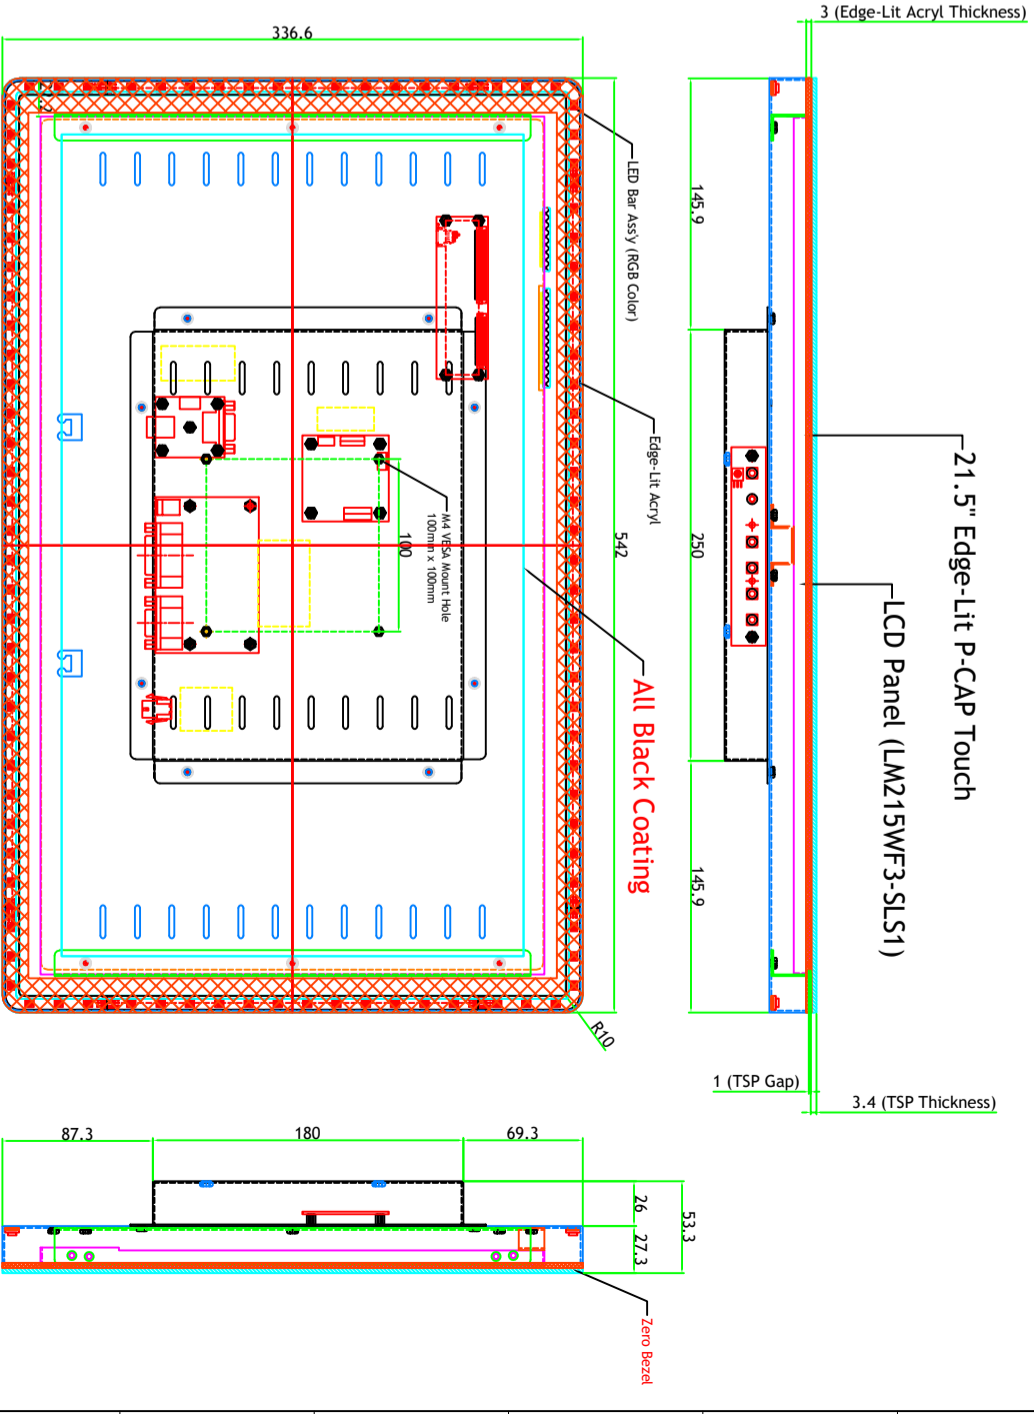 3 (Edge-Lit Acryl Thickness)
336.6
LED Bar Ass'y (RGB Color)
145.9
Edge-Lit Acryl
21.5" Edge-Lit P-CAP Touch
M4 VESA Mount Hole
100mm x 100mm
100
542
250
LCD Panel (LM215WF3-SLS1)
All Black Coating
145.9
R10
1 (TSP Gap)
3.4 (TSP Thickness)
87.3
180
69.3
26
53.3
27.3
Zero Bezel